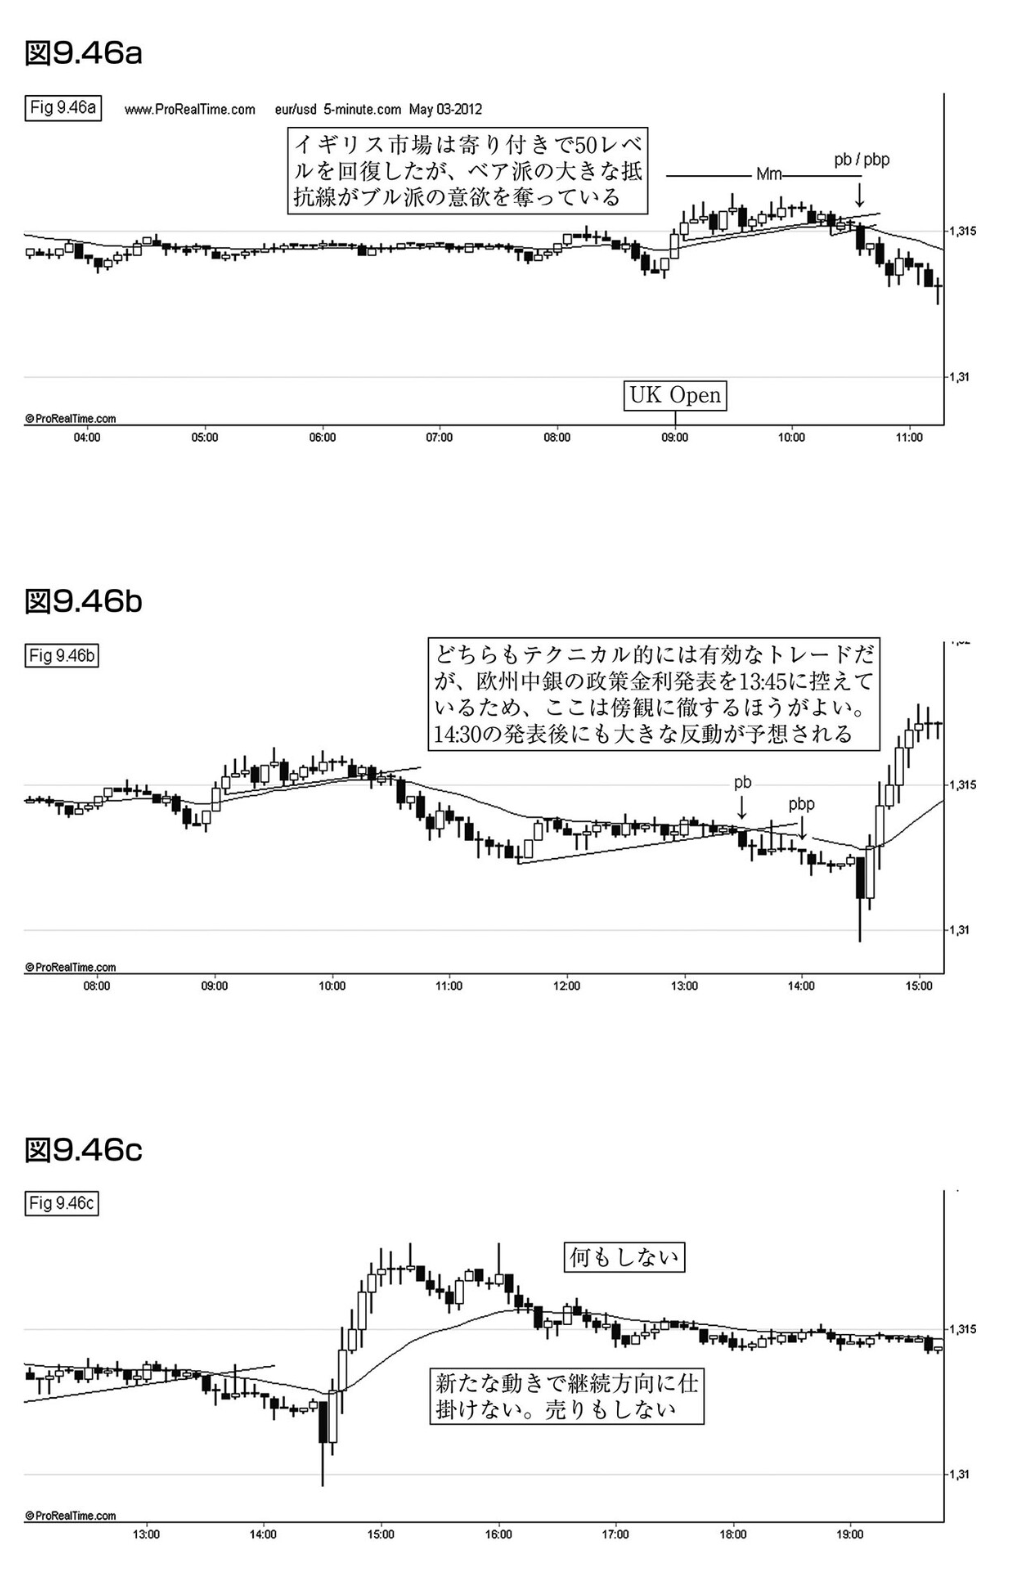 図9.46a
Fig 9.46a www.ProRealTime.com eur/usd 5-minute.com May 03-2012
イギリス市場は寄り付きで50レベ
ルを回復したが、ベア派の大きな抵
抗線がブル派の意欲を奪っている
Mm
pb / pbp
1,315
1,31
UK Open
©ProRealTime.com
04:00 05:00 06:00 07:00 08:00 09:00 10:00 11:00
図9.46b
Fig 9.46b
どちらもテクニカル的には有効なトレードだ
が、欧州中銀の政策金利発表を13:45に控えて
いるため、ここは傍観に徹するほうがよい。
14:30の発表後にも大きな反動が予想される
pb
pbp
1,315
1,31
©ProRealTime.com
08:00 09:00 10:00 11:00 12:00 13:00 14:00 15:00
図9.46c
Fig 9.46c
何もしない
1,315
新たな動きで継続方向に仕
掛けない。売りもしない
1,31
©ProRealTime.com
13:00 14:00 15:00 16:00 17:00 18:00 19:00